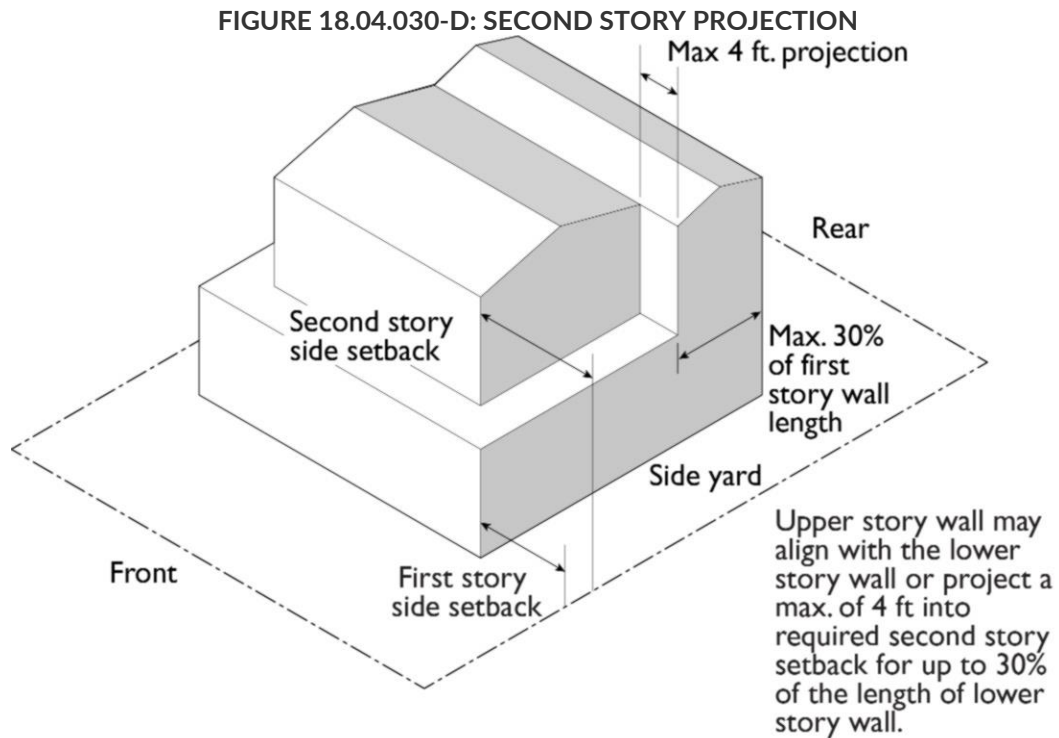 FIGURE 18.04.030-D: SECOND STORY PROJECTION
Max 4 ft. projection
Rear
Second story
side setback
Max. 30%
of first
story wall
length
Side yard
Front
First story
side setback
Upper story wall may
align with the lower
story wall or project a
max. of 4 ft into
required second story
setback for up to 30%
of the length of lower
story wall.